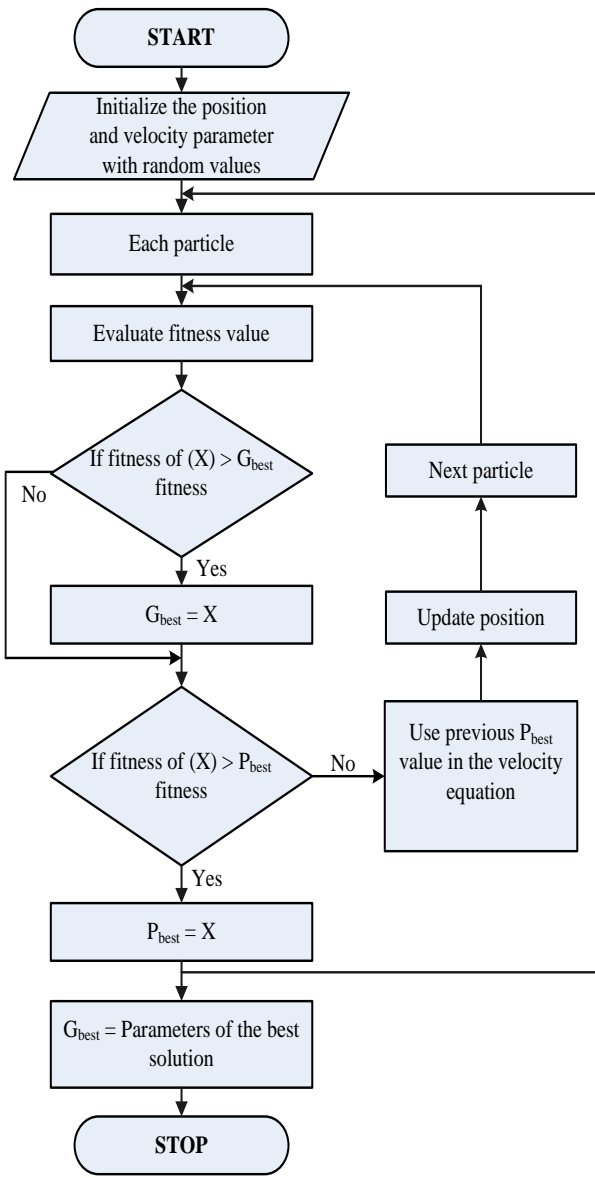 START
Initialize the position
and velocity parameter
with random values
Each particle
Evaluate fitness value
If fitness of (X) > Gbest
fitness
No
Yes
Gbest = X
If fitness of (X) > Pbest
fitness
No
Yes
Pbest = X
Gbest = Parameters of the best
solution
STOP
Next particle
Update position
Use previous Pbest
value in the velocity
equation